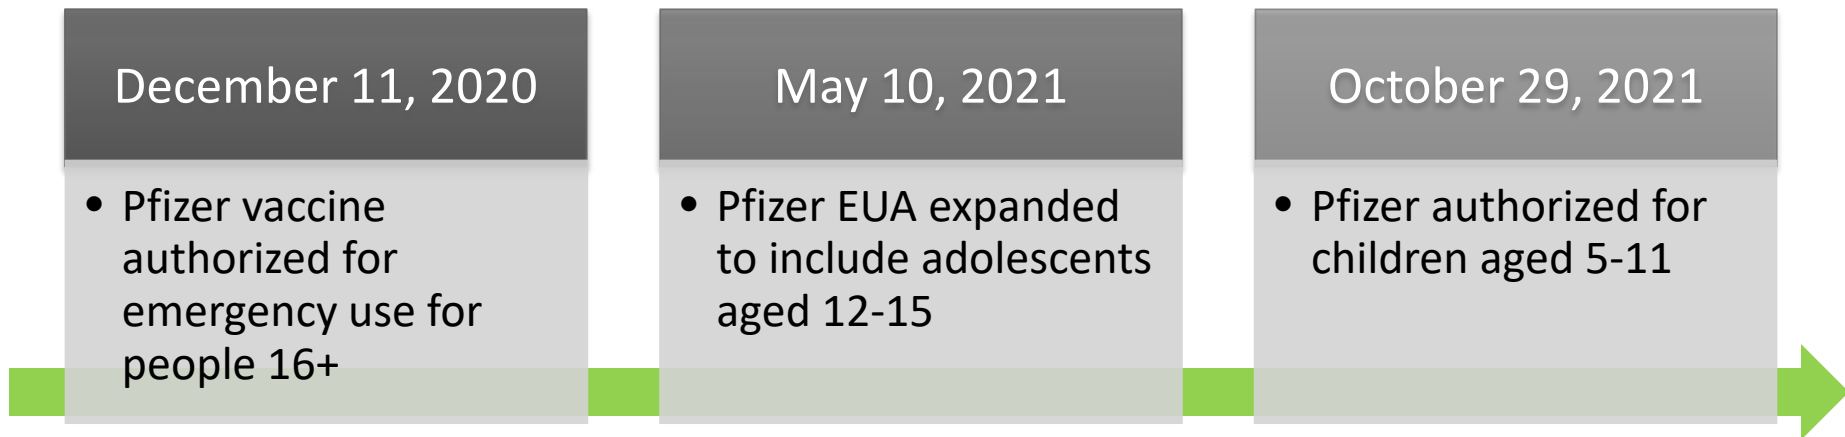 December 11, 2020
• Pfizer vaccine
authorized for
emergency use for
people 16+
May 10, 2021
• Pfizer EUA expanded
to include adolescents
aged 12-15
October 29, 2021
• Pfizer authorized for
children aged 5-11